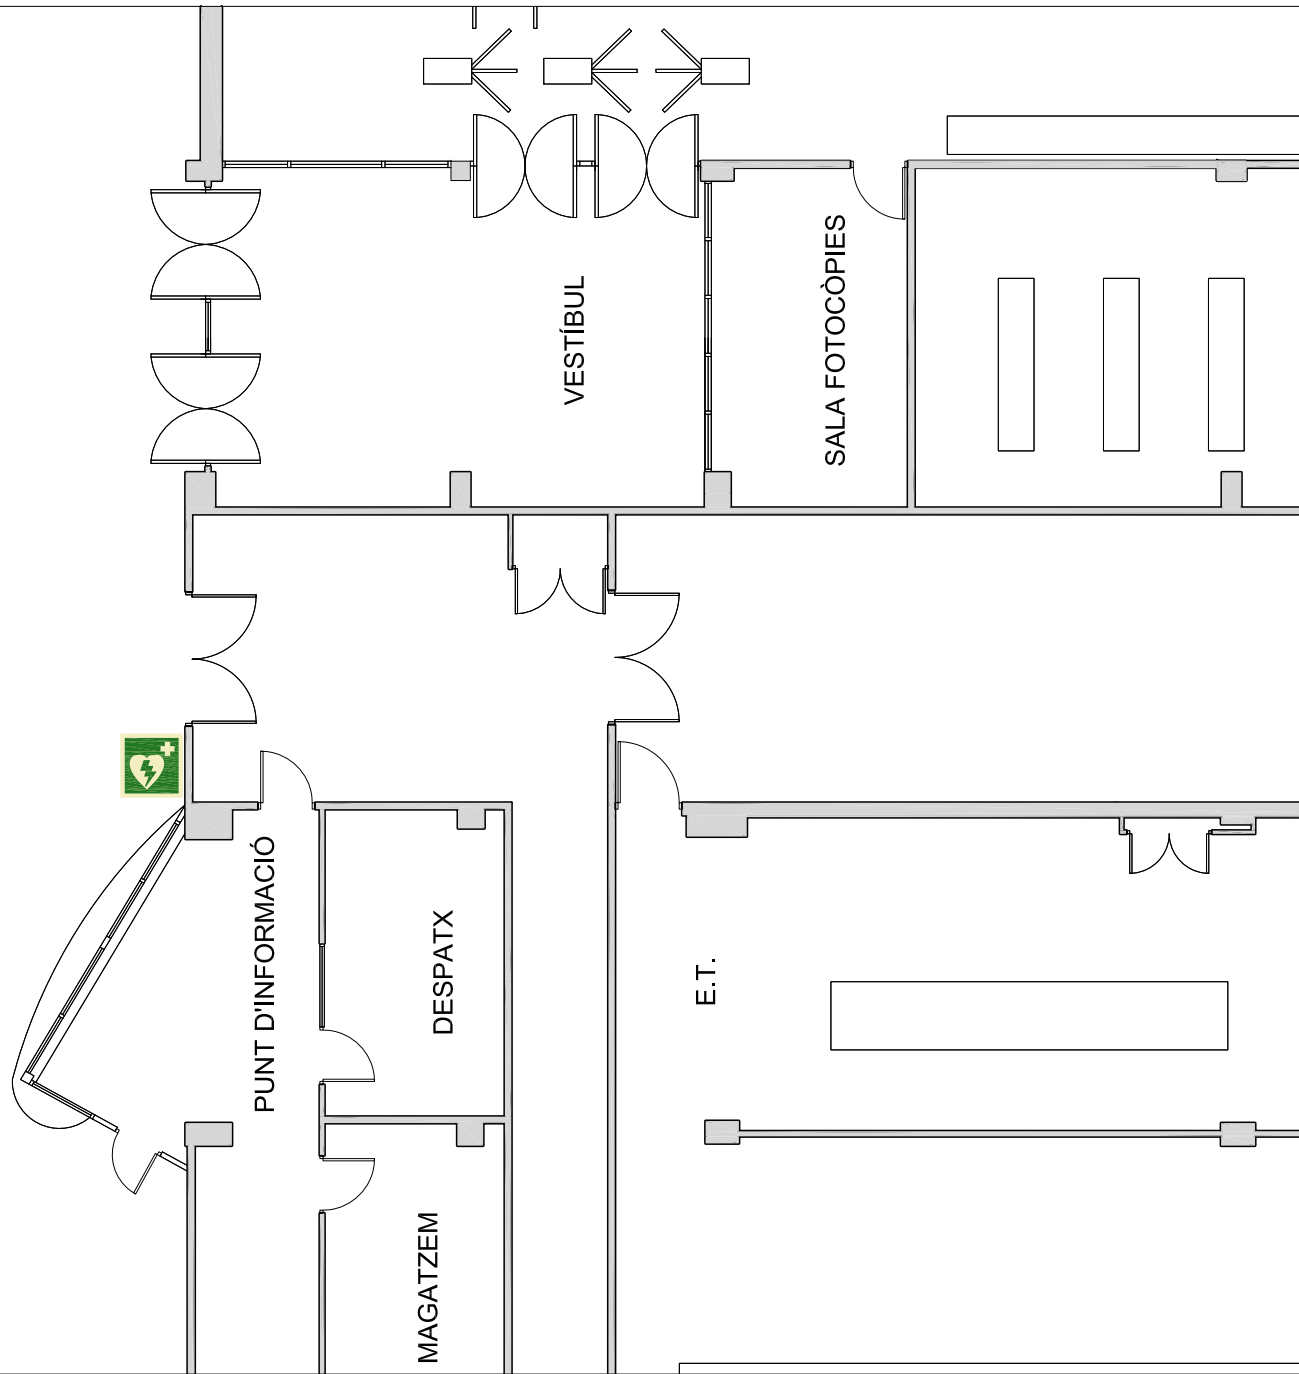 VESTÍBUL
SALA FOTOCÒPIES
PUNT D'INFORMACIÓ
DESPATX
E.T.
MAGATZEM